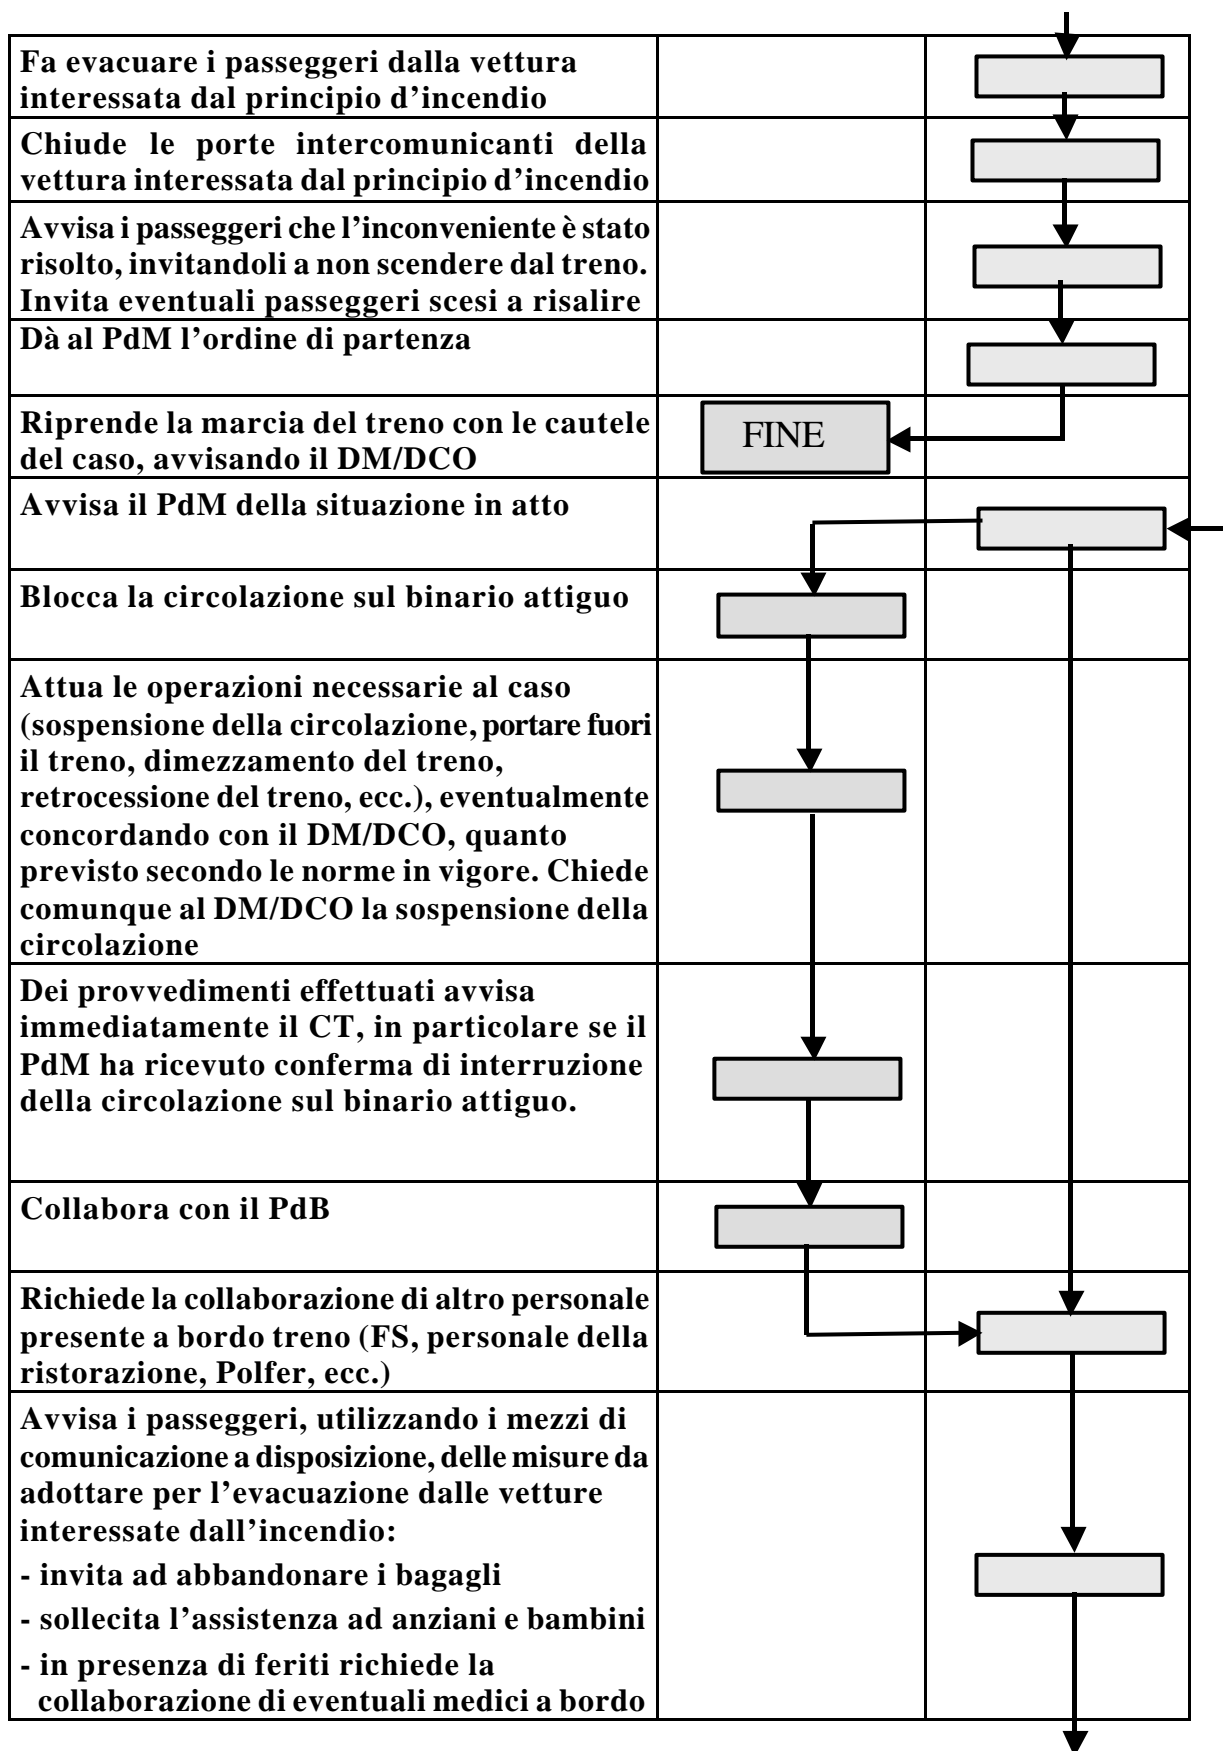 Fa evacuare i passeggeri dalla vettura
interessata dal principio d’incendio
Chiude le porte intercomunicanti della
vettura interessata dal principio d’incendio
Avvisa i passeggeri che l’inconveniente è stato
risolto, invitandoli a non scendere dal treno.
Invita eventuali passeggeri scesi a risalire
Dà al PdM l’ordine di partenza
Riprende la marcia del treno con le cautele
del caso, avvisando il DM/DCO
FINE
Avvisa il PdM della situazione in atto
Blocca la circolazione sul binario attiguo
Attua le operazioni necessarie al caso
(sospensione della circolazione, portare fuori
il treno, dimezzamento del treno,
retrocessione del treno, ecc.), eventualmente
concordando con il DM/DCO, quanto
previsto secondo le norme in vigore. Chiede
comunque al DM/DCO la sospensione della
circolazione
Dei provvedimenti effettuati avvisa
immediatamente il CT, in particolare se il
PdM ha ricevuto conferma di interruzione
della circolazione sul binario attiguo.
Collabora con il PdB
Richiede la collaborazione di altro personale
presente a bordo treno (FS, personale della
ristorazione, Polfer, ecc.)
Avvisa i passeggeri, utilizzando i mezzi di
comunicazione a disposizione, delle misure da
adottare per l’evacuazione dalle vetture
interessate dall’incendio:
- invita ad abbandonare i bagagli
- sollecita l’assistenza ad anziani e bambini
- in presenza di feriti richiede la
collaborazione di eventuali medici a bordo